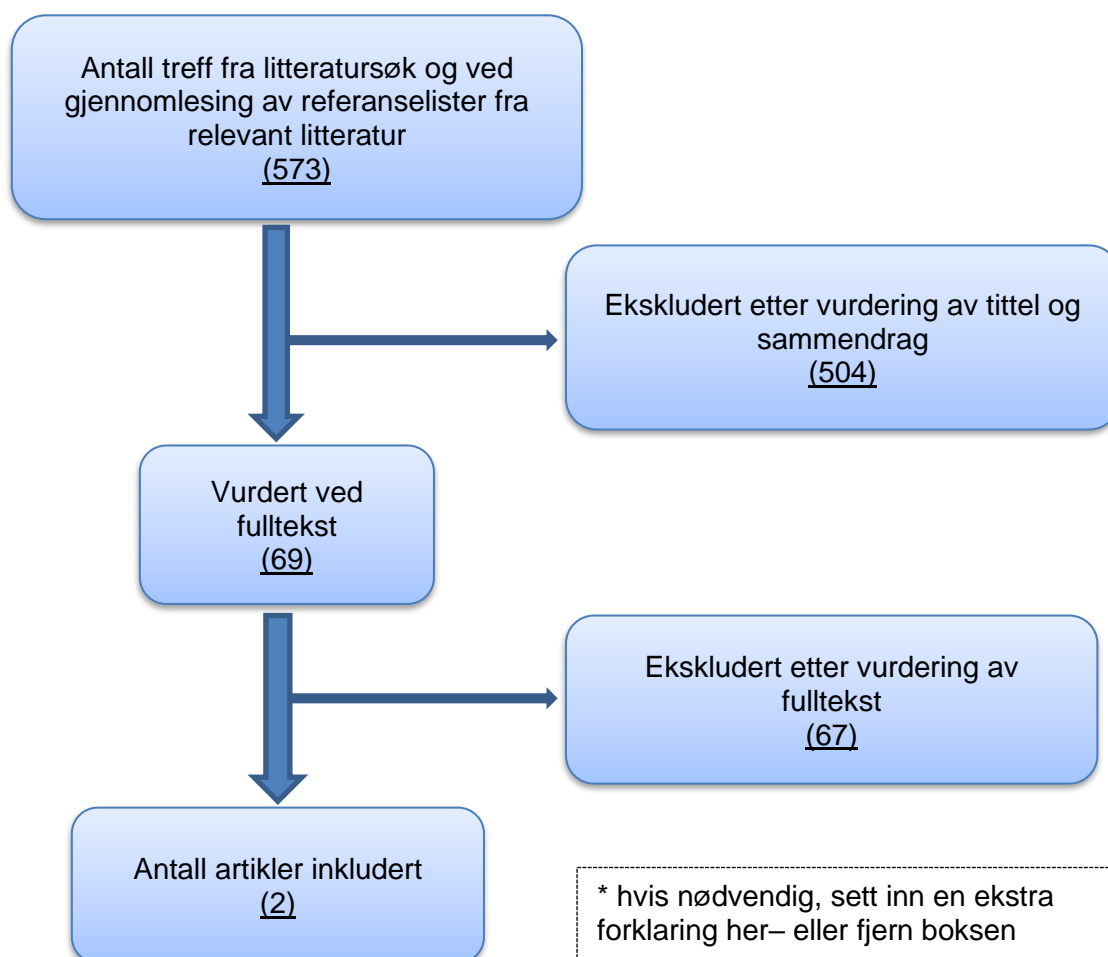 Antall treff fra litteratursøk og ved
gjennomlesing av referanselister fra
relevant litteratur
(573)
Ekskludert etter vurdering av tittel og
sammendrag
(504)
Vurdert ved
fulltekst
(69)
Ekskludert etter vurdering av
fulltekst
(67)
Antall artikler inkludert
(2)
* hvis nødvendig, sett inn en ekstra
forklaring her– eller fjern boksen